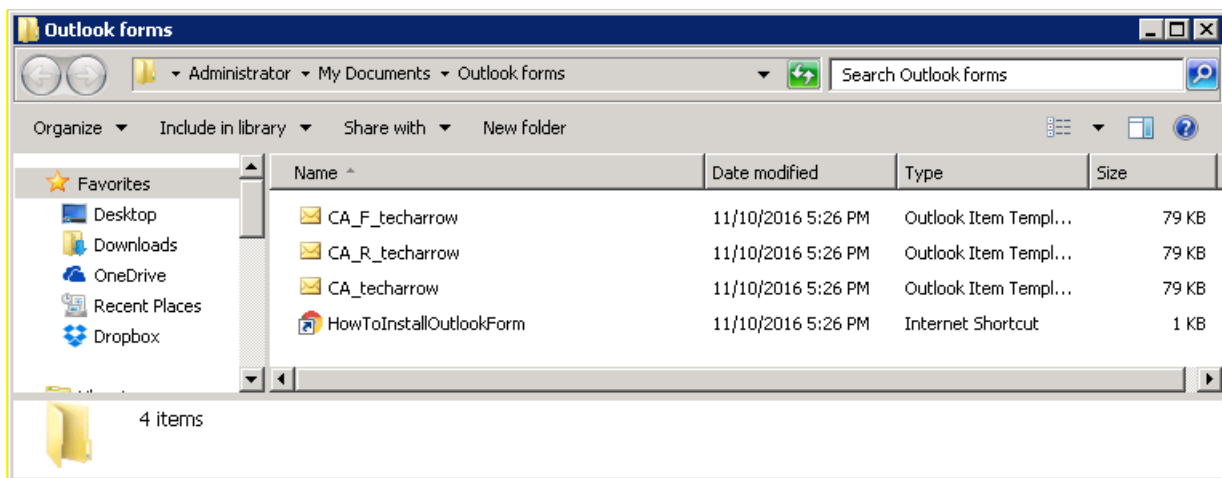 Outlook forms
Administrator My Documents Outlook forms Search Outlook forms
Organize Include in library Share with New folder
Name Date modified Type Size
Favorites
Desktop
Downloads
OneDrive
Recent Places
Dropbox
CA_F_techarrow 11/10/2016 5:26 PM Outlook Item Templ... 79 KB
CA_R_techarrow 11/10/2016 5:26 PM Outlook Item Templ... 79 KB
CA_techarrow 11/10/2016 5:26 PM Outlook Item Templ... 79 KB
HowToInstallOutlookForm 11/10/2016 5:26 PM Internet Shortcut 1 KB
4 items